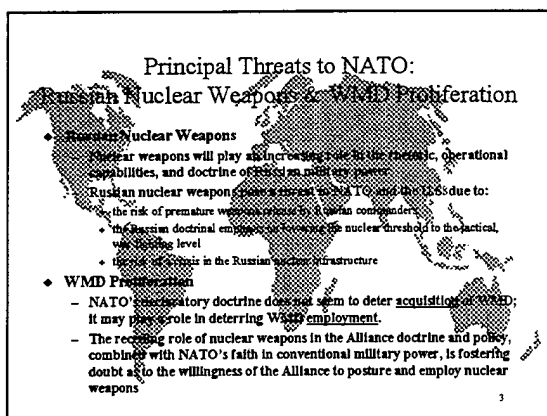 Principal Threats to NATO:
Russian Nuclear Weapons & WMD Proliferation
◆ Russian Nuclear Weapons
– Nuclear weapons will play an increasing role in the rhetoric, operational
capabilities, and doctrine of Russian military power
– Russian nuclear weapons pose a threat to NATO and the U.S. due to:
◆ the risk of premature weapons release by Russian commanders
◆ the Russian doctrinal emphasis on lowering the nuclear threshold to the tactical,
war fighting level
◆ the risk of a crisis in the Russian nuclear infrastructure
◆ WMD Proliferation
– NATO's declaratory doctrine does not seem to deter acquisition of WMD;
it may play a role in deterring WMD employment.
– The receding role of nuclear weapons in the Alliance doctrine and policy,
combined with NATO's faith in conventional military power, is fostering
doubt as to the willingness of the Alliance to posture and employ nuclear
weapons
3